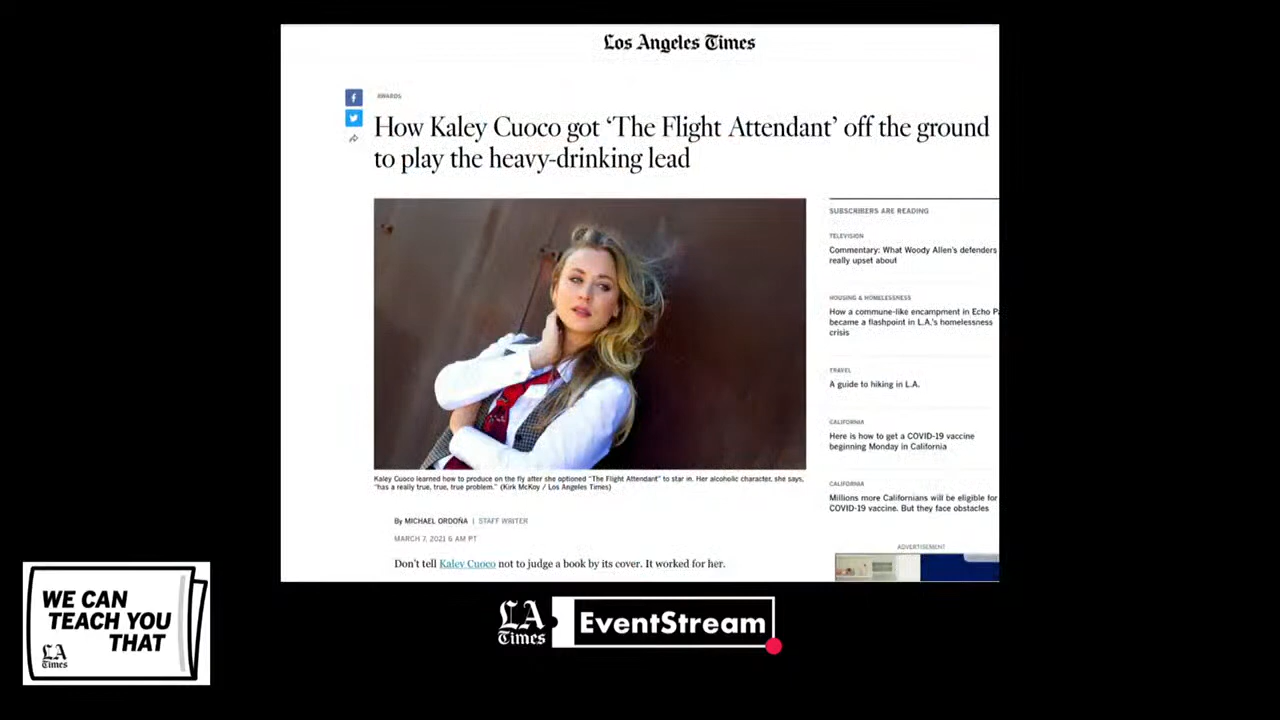 Los Angeles Times
AWARDS
How Kaley Cuoco got ‘The Flight Attendant’ off the ground
to play the heavy-drinking lead
Kaley Cuoco learned how to produce on the fly after she optioned “The Flight Attendant” to star in. Her alcoholic character, she says,
“has a really true, true, true problem.” (Kirk McKoy / Los Angeles Times)
By MICHAEL ORDOÑA | STAFF WRITER
MARCH 7, 2021 6 AM PT
Don’t tell Kaley Cuoco not to judge a book by its cover. It worked for her.
SUBSCRIBERS ARE READING
TELEVISION
Commentary: What Woody Allen’s defenders
really upset about
HOUSING & HOMELESSNESS
How a commune-like encampment in Echo
became a flashpoint in L.A.’s homelessness
crisis
TRAVEL
A guide to hiking in L.A.
CALIFORNIA
Here is how to get a COVID-19 vaccine
beginning Monday in California
CALIFORNIA
Millions more Californians will be eligible for
COVID-19 vaccine. But they face obstacles
ADVERTISEMENT
WE CAN
TEACH YOU
THAT
LA
Times
LA
Times
EventStream